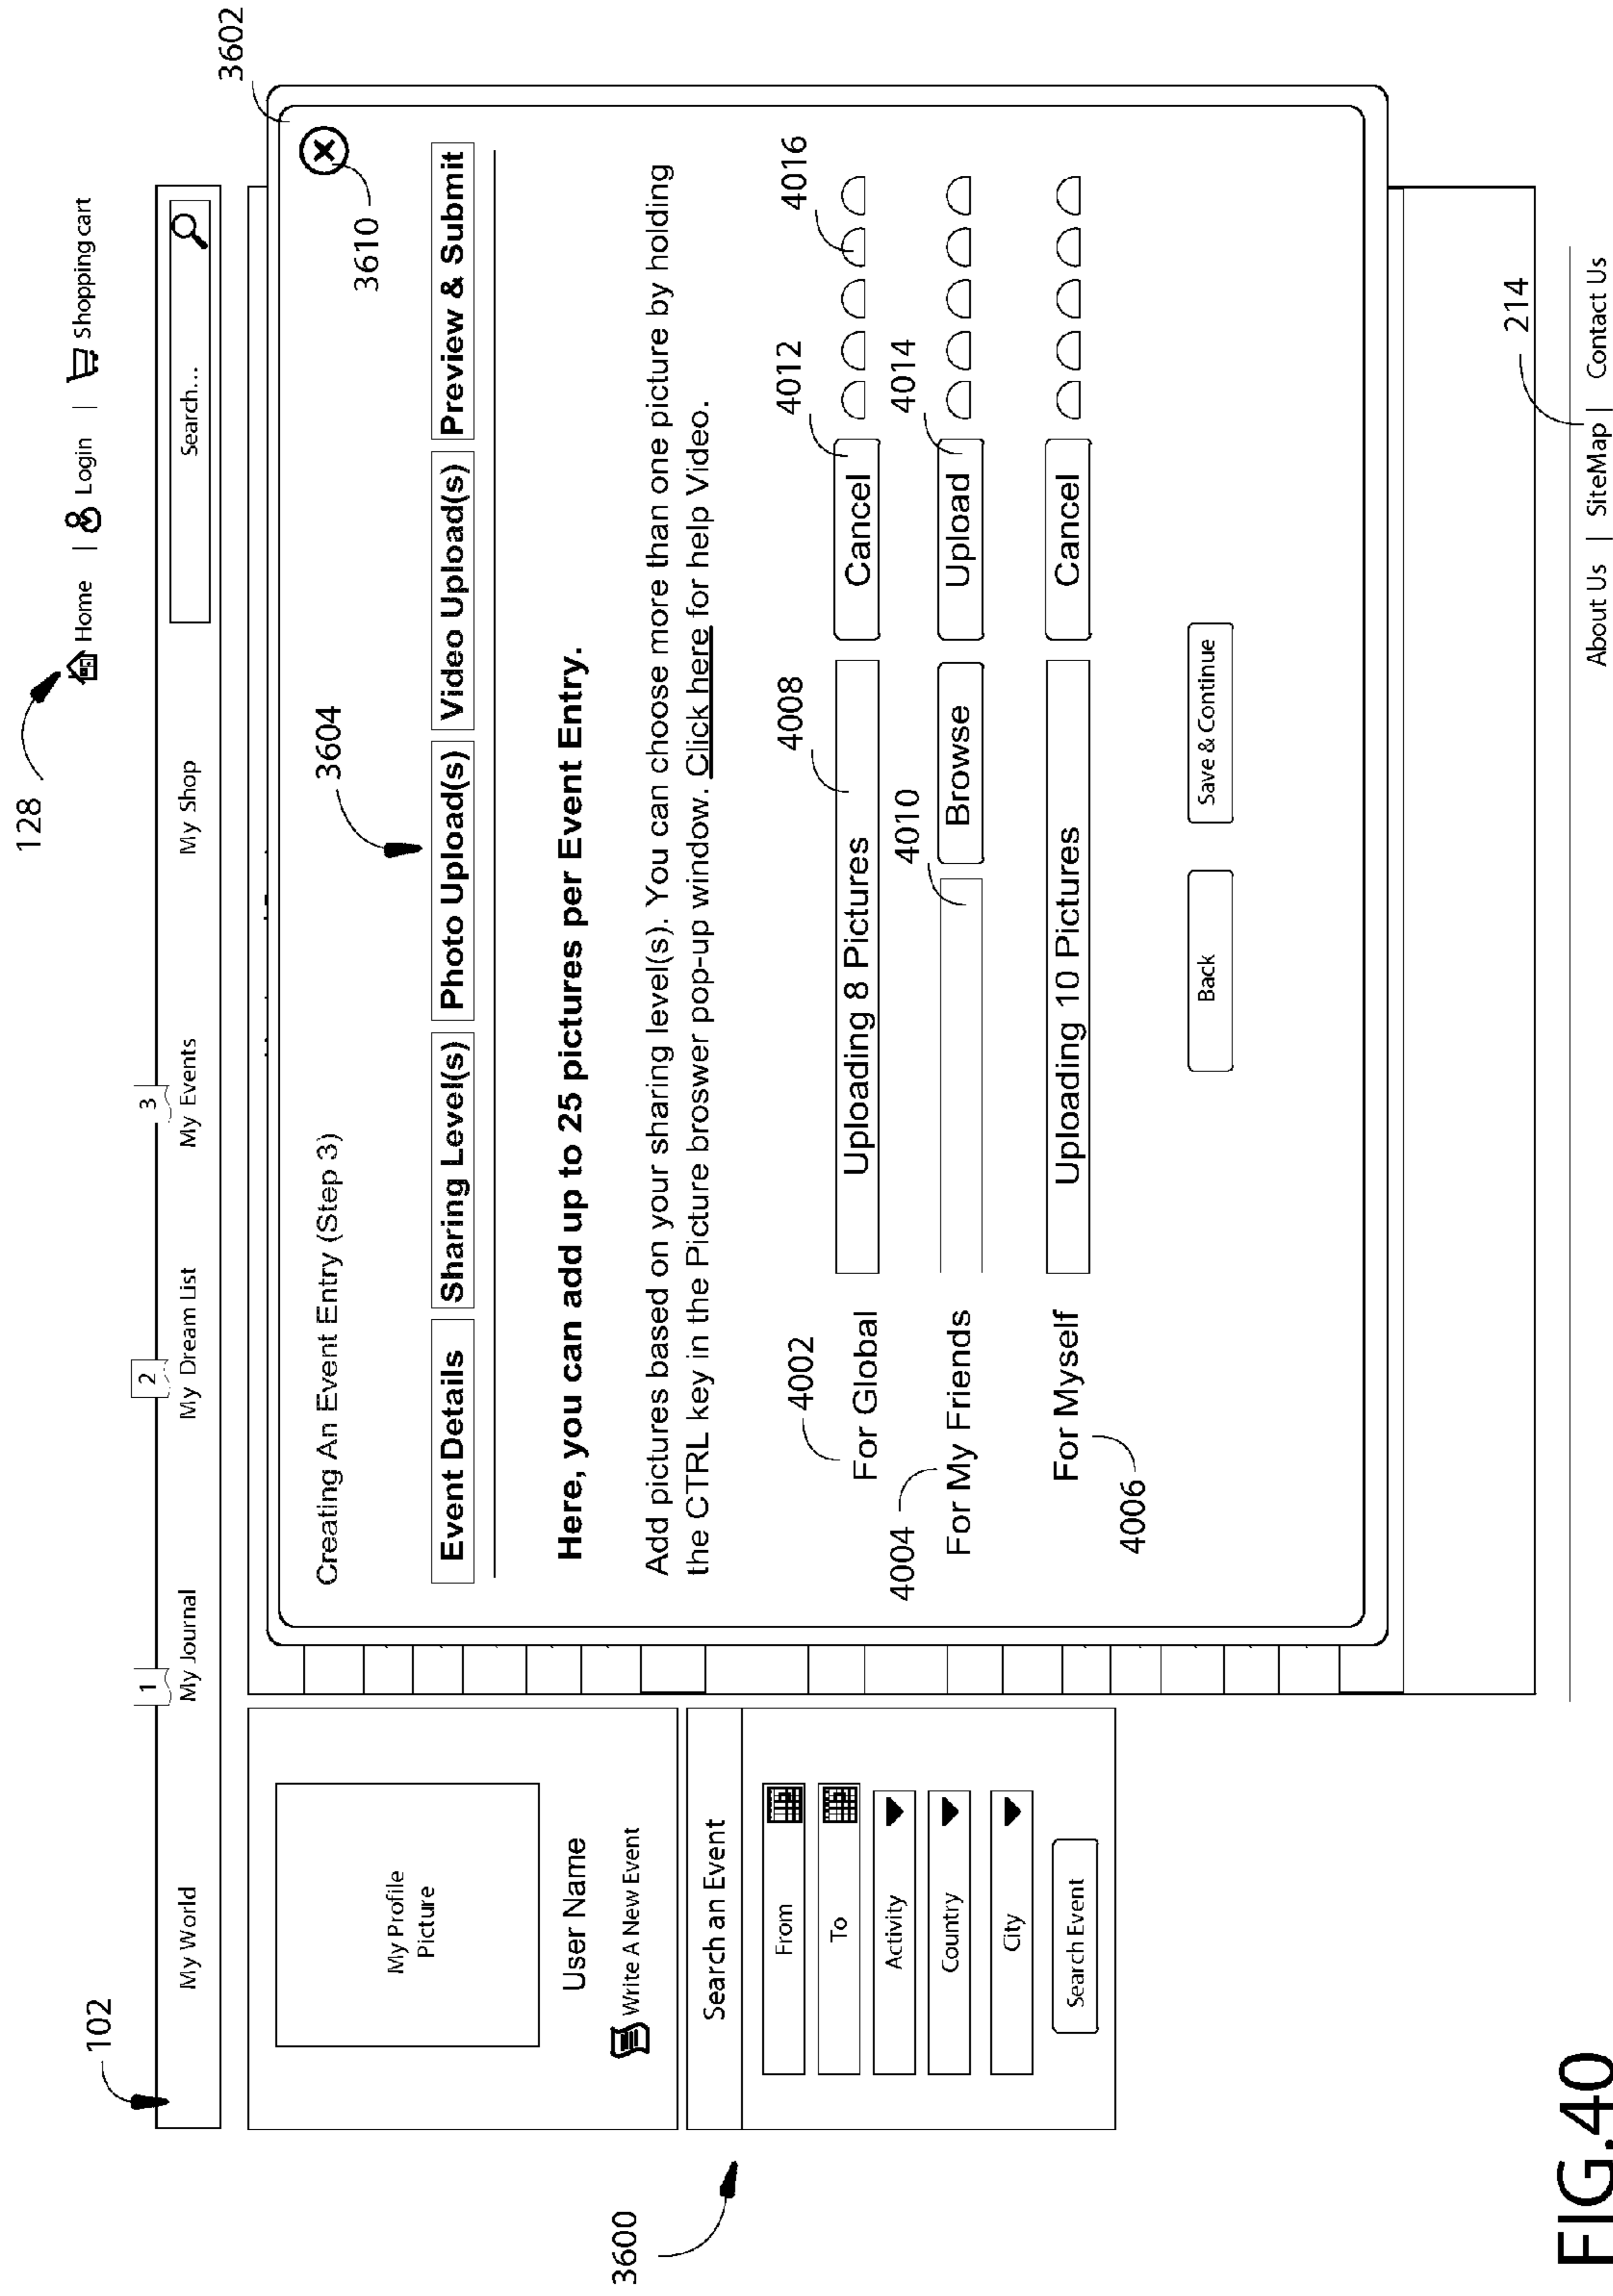 128
Home | Login | Shopping cart
102
1
2
3
My World
My Journal
My Dream List
My Events
My Shop
Search...
3602
My Profile
Picture
User Name
Write A New Event
Search an Event
From
To
Activity
Country
City
Search Event
3600
Creating An Event Entry (Step 3)
3604
3610
Event Details
Sharing Level(s)
Photo Upload(s)
Video Upload(s)
Preview & Submit
Here, you can add up to 25 pictures per Event Entry.
Add pictures based on your sharing level(s). You can choose more than one picture by holding
the CTRL key in the Picture broswer pop-up window. Click here for help Video.
4002
4008
4012
4016
For Global
Uploading 8 Pictures
Cancel
4004
4010
4014
For My Friends
Browse
Upload
For Myself
Uploading 10 Pictures
Cancel
4006
Back
Save & Continue
214
About Us | SiteMap | Contact Us
FIG.40